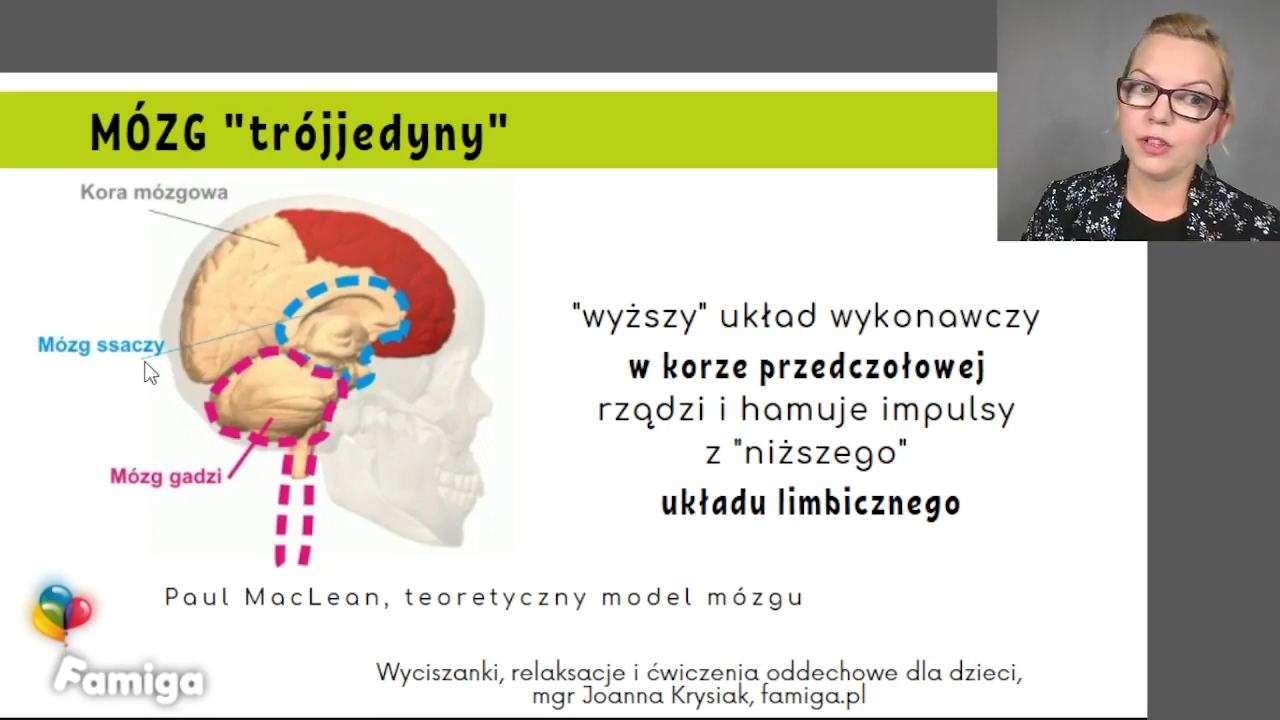 MÓZG "trójjedyny"
Kora mózgowa
Mózg ssaczy
Mózg gadzi
"wyższy" układ wykonawczy
w korze przedczołowej
rządzi i hamuje impulsy
z "niższego"
układu limbicznego
Paul MacLean, teoretyczny model mózgu
Famiga
Wyciszanki, relaksacje i ćwiczenia oddechowe dla dzieci,
mgr Joanna Krysiak, famiga.pl